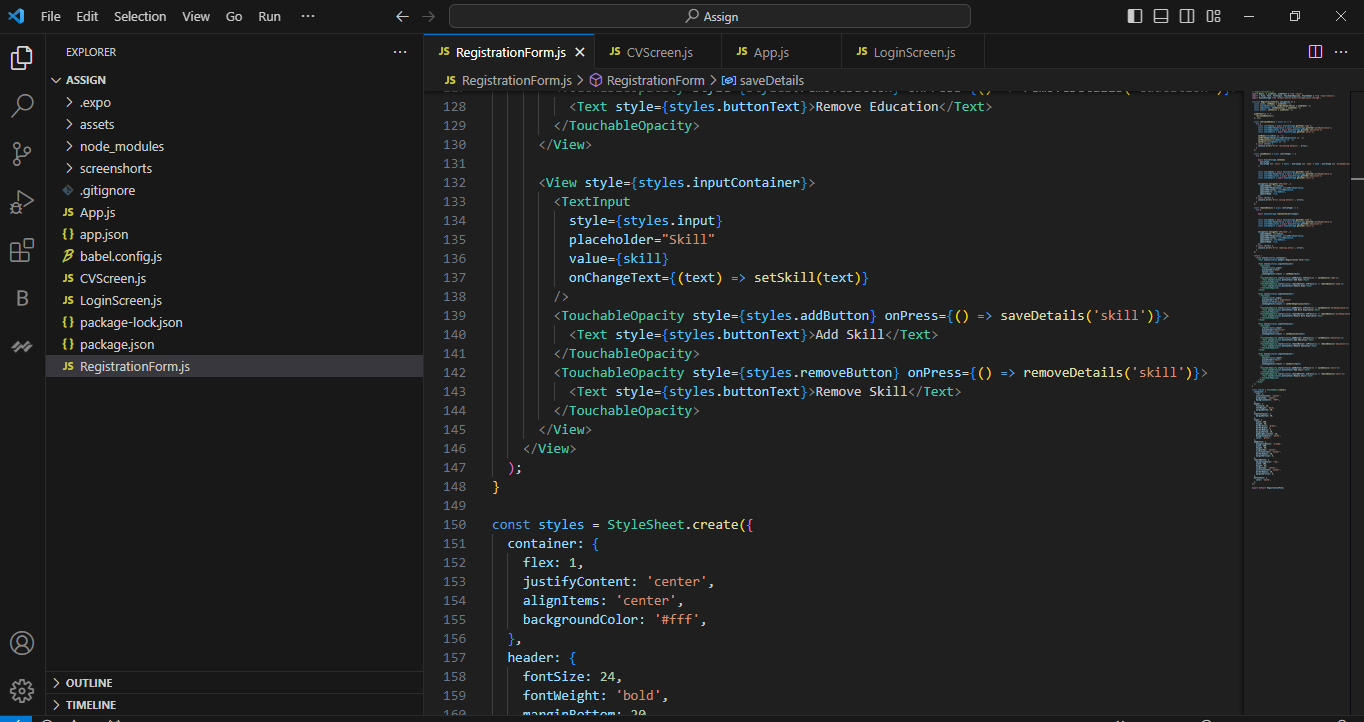 File Edit Selection View Go Run ···
Assign
EXPLORER
ASSIGN
.expo
assets
node_modules
screenshorts
.gitignore
JS App.js
{} app.json
babel.config.js
JS CVScreen.js
JS LoginScreen.js
{} package-lock.json
{} package.json
JS RegistrationForm.js
OUTLINE
TIMELINE
B
JS RegistrationForm.js
JS CVScreen.js
JS App.js
JS LoginScreen.js
JS RegistrationForm.js > RegistrationForm > saveDetails
128 <Text style={styles.buttonText}>Remove Education</Text>
129 </TouchableOpacity>
130 </View>
131
132 <View style={styles.inputContainer}>
133 <TextInput
134 style={styles.input}
135 placeholder="Skill"
136 value={skill}
137 onChangeText={(text) => setSkill(text)}
138 />
139 <TouchableOpacity style={styles.addButton} onPress={() => saveDetails('skill')}>
140 <Text style={styles.buttonText}>Add Skill</Text>
141 </TouchableOpacity>
142 <TouchableOpacity style={styles.removeButton} onPress={() => removeDetails('skill')}>
143 <Text style={styles.buttonText}>Remove Skill</Text>
144 </TouchableOpacity>
145 </View>
146 </View>
147 );
148 }
149
150 const styles = StyleSheet.create({
151 container: {
152 flex: 1,
153 justifyContent: 'center',
154 alignItems: 'center',
155 backgroundColor: '#fff',
156 },
157 header: {
158 fontSize: 24,
159 fontWeight: 'bold',
160 marginBottom: 20